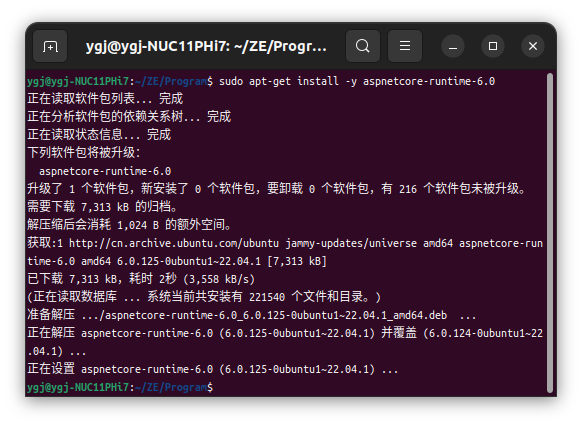 ygj@ygj-NUC11PHi7: ~/ZE/Progr...
ygj@ygj-NUC11PHi7:~/ZE/Program$ sudo apt-get install -y aspnetcore-runtime-6.0
正在读取软件包列表... 完成
正在分析软件包的依赖关系树... 完成
正在读取状态信息... 完成
下列软件包将被升级：
  aspnetcore-runtime-6.0
升级了 1 个软件包，新安装了 0 个软件包，要卸载 0 个软件包，有 216 个软件包未被升级。
需要下载 7,313 kB 的归档。
解压缩后会消耗 1,024 B 的额外空间。
获取:1 http://cn.archive.ubuntu.com/ubuntu jammy-updates/universe amd64 aspnetcore-run
time-6.0 amd64 6.0.125-0ubuntu1~22.04.1 [7,313 kB]
已下载 7,313 kB，耗时 2秒 (3,558 kB/s)
(正在读取数据库 ... 系统当前共安装有 221540 个文件和目录。)
准备解压 .../aspnetcore-runtime-6.0_6.0.125-0ubuntu1~22.04.1_amd64.deb  ...
正在解压 aspnetcore-runtime-6.0 (6.0.125-0ubuntu1~22.04.1) 并覆盖 (6.0.124-0ubuntu1~22
.04.1) ...
正在设置 aspnetcore-runtime-6.0 (6.0.125-0ubuntu1~22.04.1) ...
ygj@ygj-NUC11PHi7:~/ZE/Program$